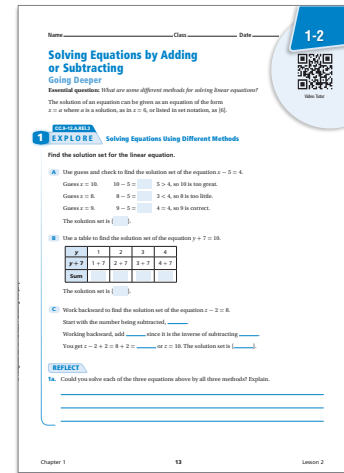 Name Class Date
1-2
Solving Equations by Adding
or Subtracting
Going Deeper
Video Tutor
Essential question: What are some different methods for solving linear equations?
The solution of an equation can be given as an equation of the form
x = a where a is a solution, as in x = 6, or listed in set notation, as {6}.
CC.9–12.A.REI.3
1 EXPLORE Solving Equations Using Different Methods
Find the solution set for the linear equation.
A Use guess and check to find the solution set of the equation x − 5 = 4.
Guess x = 10. 10 − 5 = 5 > 4, so 10 is too great.
Guess x = 8. 8 − 5 = 3 < 4, so 8 is too little.
Guess x = 9. 9 − 5 = 4 = 4, so 9 is correct.
The solution set is { }.
B Use a table to find the solution set of the equation y + 7 = 10.
y 1 2 3 4
y + 7 1 + 7 2 + 7 3 + 7 4 + 7
Sum
The solution set is { }.
C Work backward to find the solution set of the equation z − 2 = 8.
Start with the number being subtracted,
Working backward, add since it is the inverse of subtracting
You get z − 2 + 2 = 8 + 2 = , or z = 10. The solution set is { }.
REFLECT
1a. Could you solve each of the three equations above by all three methods? Explain.
Chapter 1 13 Lesson 2